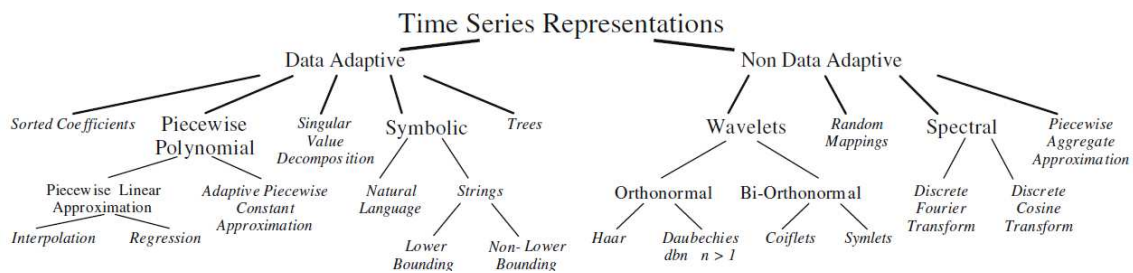 Time Series Representations
Data Adaptive
Non Data Adaptive
Sorted Coefficients
Piecewise
Polynomial
Singular
Value
Decomposition
Symbolic
Trees
Wavelets
Random
Mappings
Spectral
Piecewise
Aggregate
Approximation
Piecewise Linear
Approximation
Adaptive Piecewise
Constant
Approximation
Natural
Language
Strings
Orthonormal
Bi-Orthonormal
Discrete
Fourier
Transform
Discrete
Cosine
Transform
Interpolation
Regression
Lower
Bounding
Non- Lower
Bounding
Haar
Daubechies
dbn n > 1
Coiflets
Symlets